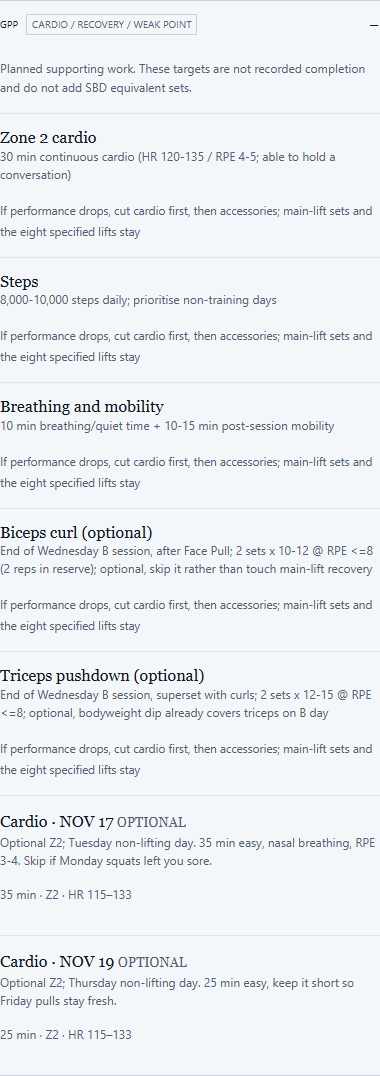 GPP CARDIO / RECOVERY / WEAK POINT –
Planned supporting work. These targets are not recorded completion
and do not add SBD equivalent sets.
Zone 2 cardio
30 min continuous cardio (HR 120-135 / RPE 4-5; able to hold a
conversation)
If performance drops, cut cardio first, then accessories; main-lift sets and
the eight specified lifts stay
Steps
8,000-10,000 steps daily; prioritise non-training days
If performance drops, cut cardio first, then accessories; main-lift sets and
the eight specified lifts stay
Breathing and mobility
10 min breathing/quiet time + 10-15 min post-session mobility
If performance drops, cut cardio first, then accessories; main-lift sets and
the eight specified lifts stay
Biceps curl (optional)
End of Wednesday B session, after Face Pull; 2 sets x 10-12 @ RPE <=8
(2 reps in reserve); optional, skip it rather than touch main-lift recovery
If performance drops, cut cardio first, then accessories; main-lift sets and
the eight specified lifts stay
Triceps pushdown (optional)
End of Wednesday B session, superset with curls; 2 sets x 12-15 @ RPE
<=8; optional, bodyweight dip already covers triceps on B day
If performance drops, cut cardio first, then accessories; main-lift sets and
the eight specified lifts stay
Cardio · NOV 17 OPTIONAL
Optional Z2; Tuesday non-lifting day. 35 min easy, nasal breathing, RPE
3-4. Skip if Monday squats left you sore.
35 min · Z2 · HR 115–133
Cardio · NOV 19 OPTIONAL
Optional Z2; Thursday non-lifting day. 25 min easy, keep it short so
Friday pulls stay fresh.
25 min · Z2 · HR 115–133